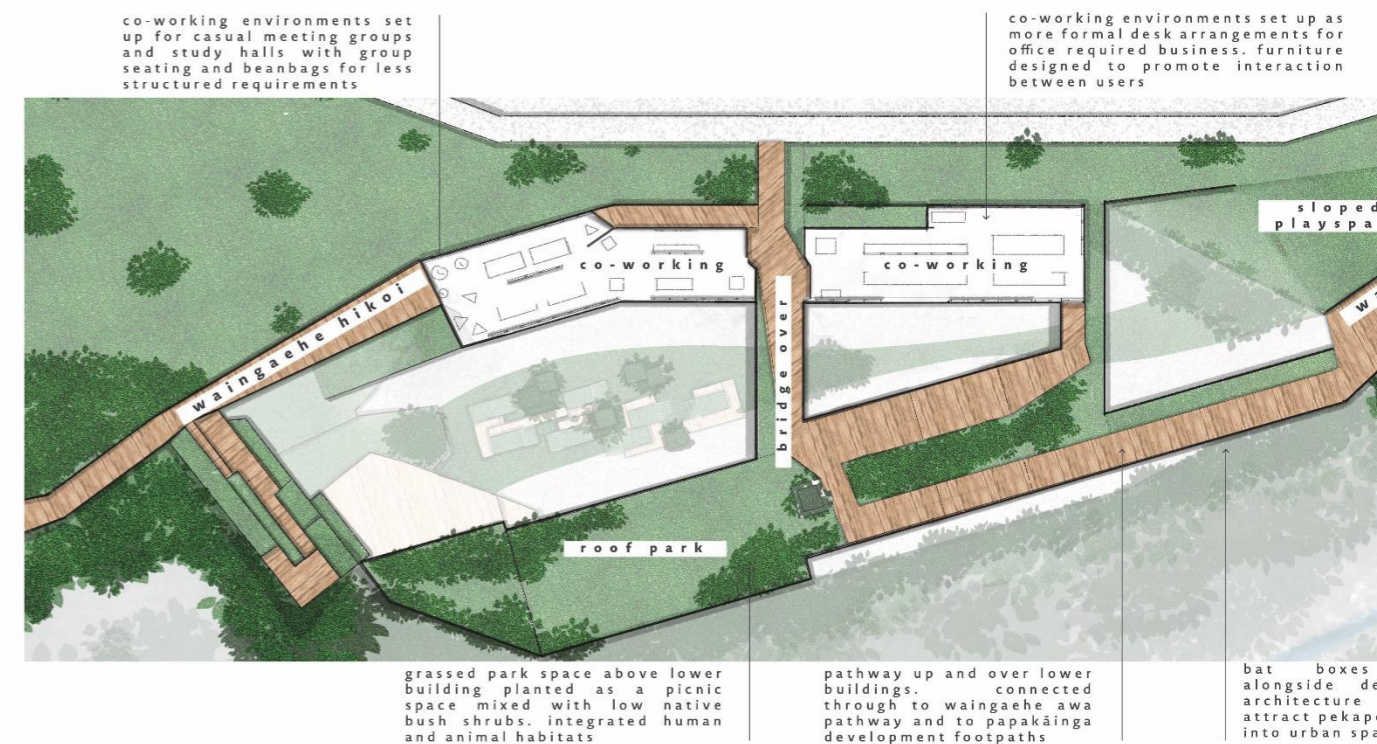 co-working environments set
up for casual meeting groups
and study halls with group
seating and beanbags for less
structured requirements
co-working environments set up as
more formal desk arrangements for
office required business. furniture
designed to promote interaction
between users
sloped
co-working
co-working
waingaehe hikoi
bridge over
roof park
grassed park space above lower
building planted as a picnic
space mixed with low native
bush shrubs. integrated human
and animal habitats
pathway up and over lower
buildings. connected
through to waingaehe awa
pathway and to papakāinga
development footpaths
bat boxes
alongside
architecture
attract
into urban